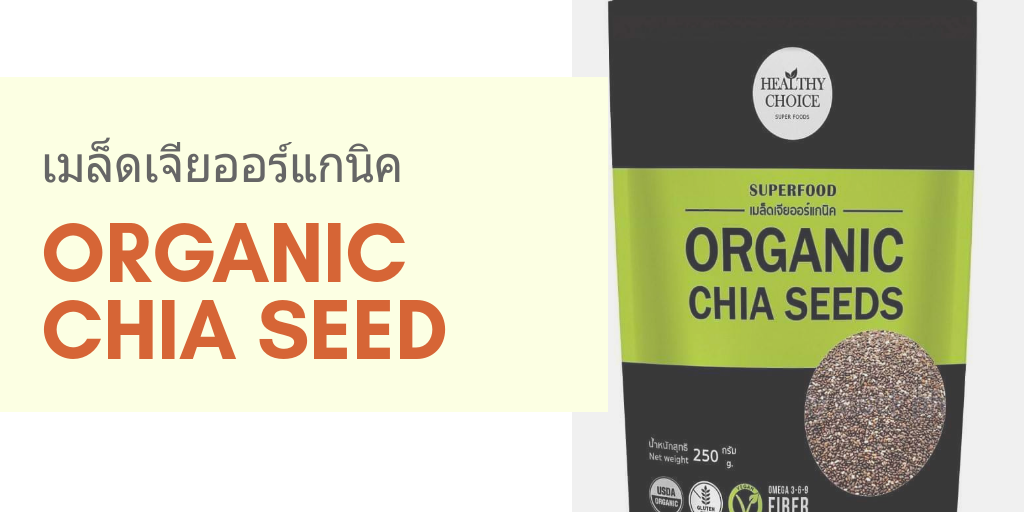 เมล็ดเจียออร์แกนิค
ORGANIC
CHIA SEED
HEALTHY
CHOICE
SUPER FOODS
SUPERFOOD
เมล็ดเจียออร์แกนิค
ORGANIC
CHIA SEEDS
น้ำหนักสุทธิ 250 กรัม
Net weight g.
USDA
ORGANIC
GLUTEN
VEGAN
OMEGA 3-6-9
FIBER